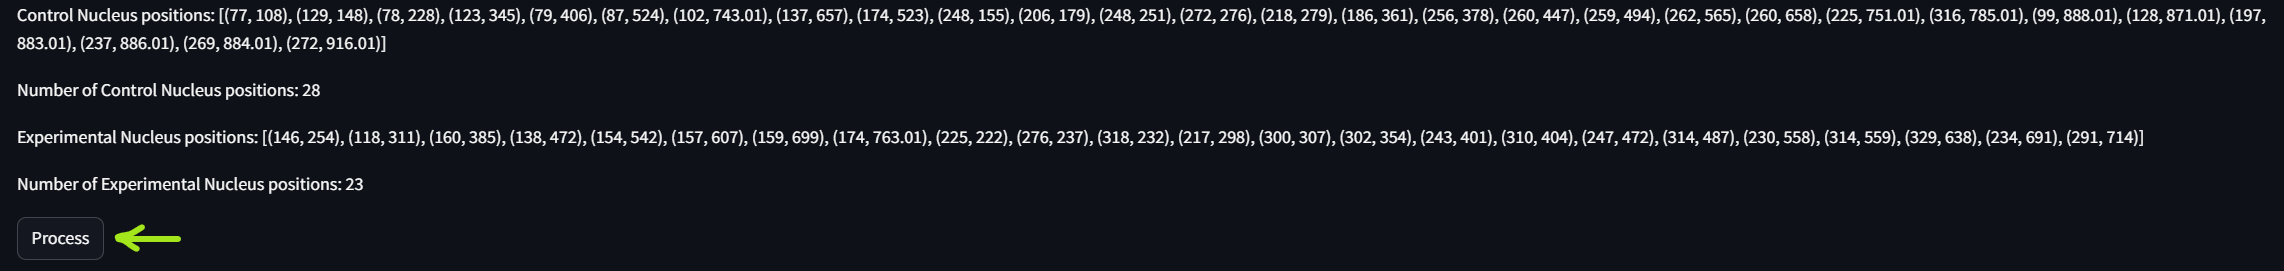 Control Nucleus positions: [(77, 108), (129, 148), (78, 228), (123, 345), (79, 406), (87, 524), (102, 743.01), (137, 657), (174, 523), (248, 155), (206, 179), (248, 251), (272, 276), (218, 279), (186, 361), (256, 378), (260, 447), (259, 494), (262, 565), (260, 658), (225, 751.01), (316, 785.01), (99, 888.01), (128, 871.01), (197,
883.01), (237, 886.01), (269, 884.01), (272, 916.01)]
Number of Control Nucleus positions: 28
Experimental Nucleus positions: [(146, 254), (118, 311), (160, 385), (138, 472), (154, 542), (157, 607), (159, 699), (174, 763.01), (225, 222), (276, 237), (318, 232), (217, 298), (300, 307), (302, 354), (243, 401), (310, 404), (247, 472), (314, 487), (230, 558), (314, 559), (329, 638), (234, 691), (291, 714)]
Number of Experimental Nucleus positions: 23
Process